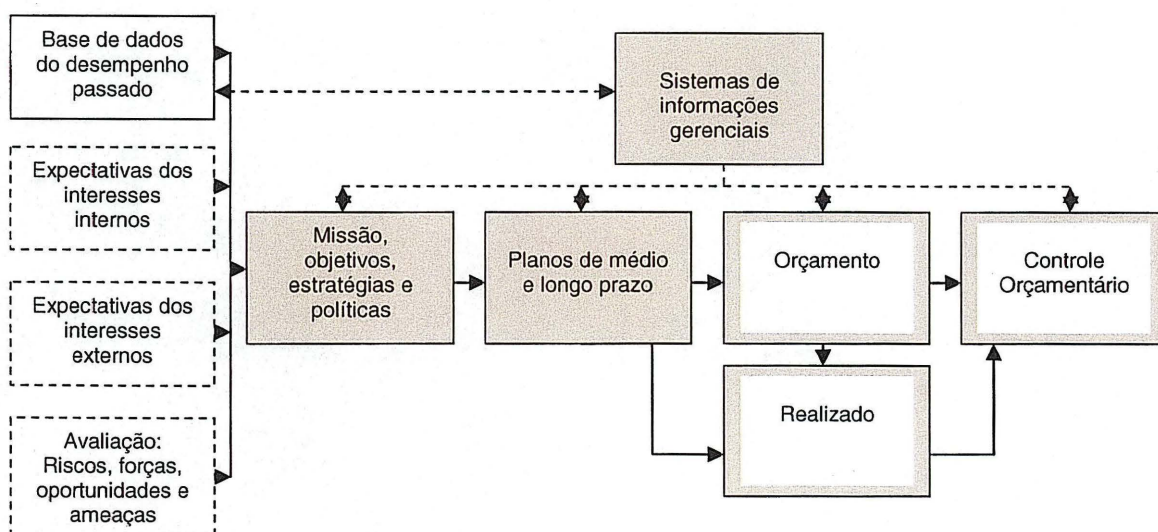 Base de dados
do desempenho
passado
Sistemas de
informações
gerenciais
Expectativas dos
interesses
internos
Missão,
objetivos,
estratégias e
políticas
Planos de médio
e longo prazo
Orçamento
Controle
Orçamentário
Expectativas dos
interesses
externos
Realizado
Avaliação:
Riscos, forças,
oportunidades e
ameaças